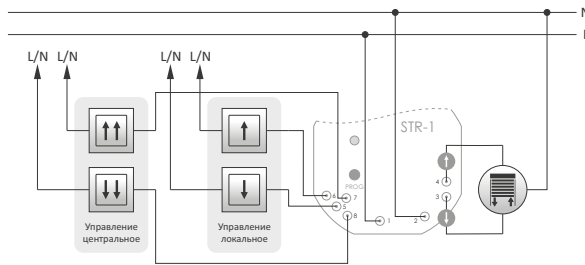 N
L/N
L/N
L/N
L/N
STR-1
PROG
6
7
5
8
1
2
4
3
Управление
центральное
Управление
локальное